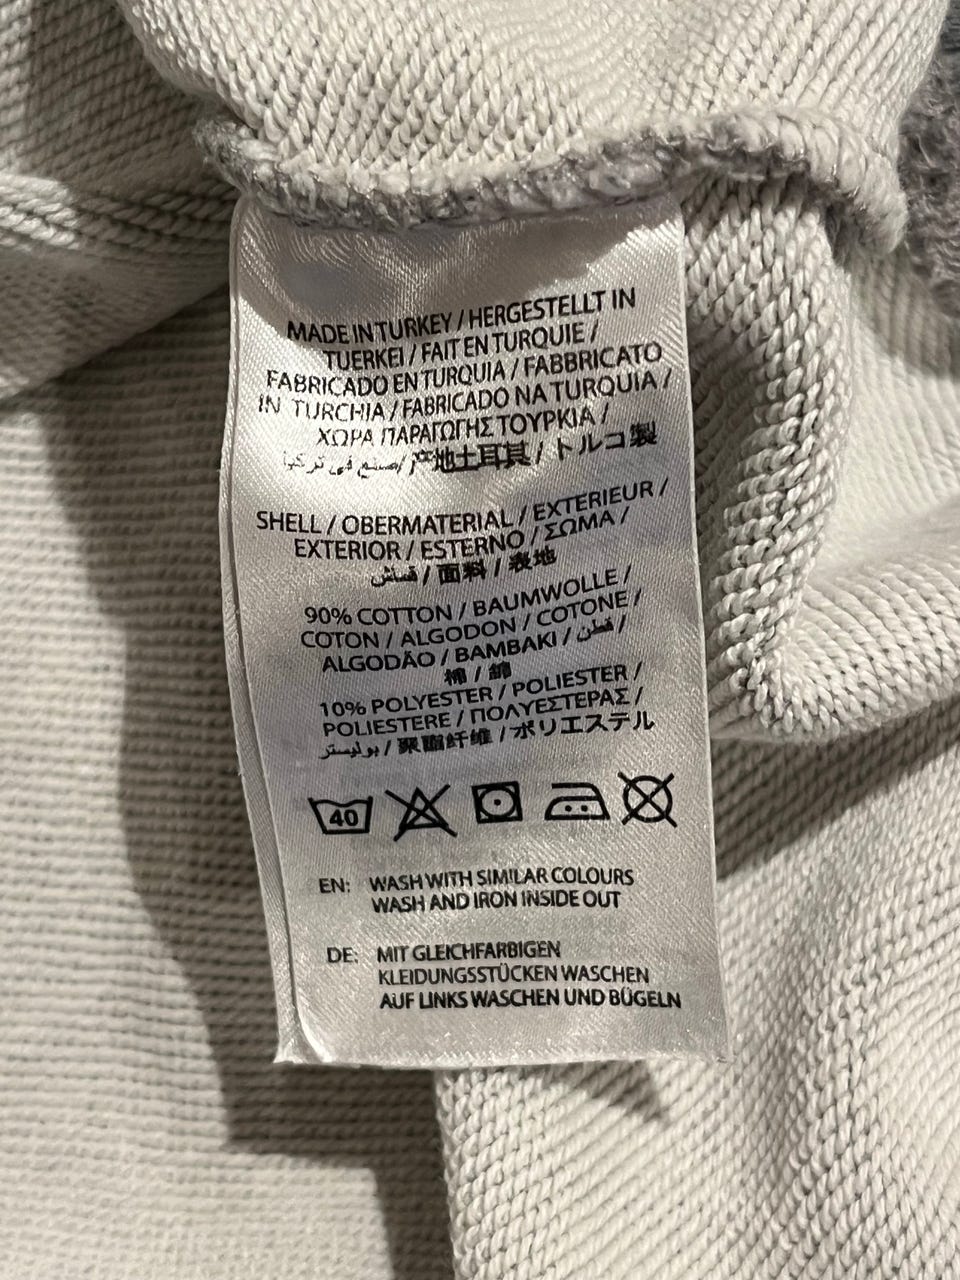 MADE IN TURKEY / HERGESTELLT IN
TUERKEI / FAIT EN TURQUIE /
FABRICADO EN TURQUIA / FABBRICATO
IN TURCHIA / FABRICADO NA TURQUIA /
ΧΩΡΑ ΠΑΡΑΓΩΓΗΣ ΤΟΥΡΚΙΑ /
صنع في تركيا / 产地土耳其 / トルコ製
SHELL / OBERMATERIAL / EXTERIEUR /
EXTERIOR / ESTERNO / ΣΩΜΑ /
قماش / 面料 / 表地
90% COTTON / BAUMWOLLE /
COTON / ALGODON / COTONE /
ALGODÃO / BAMBAKI / قطن /
棉 / 綿
10% POLYESTER / POLIESTER /
POLIESTERE / ΠΟΛΥΕΣΤΕΡΑΣ /
بوليستر / 聚酯纤维 / ポリエステル
40
EN: WASH WITH SIMILAR COLOURS
WASH AND IRON INSIDE OUT
DE: MIT GLEICHFARBIGEN
KLEIDUNGSSTÜCKEN WASCHEN
AUF LINKS WASCHEN UND BÜGELN